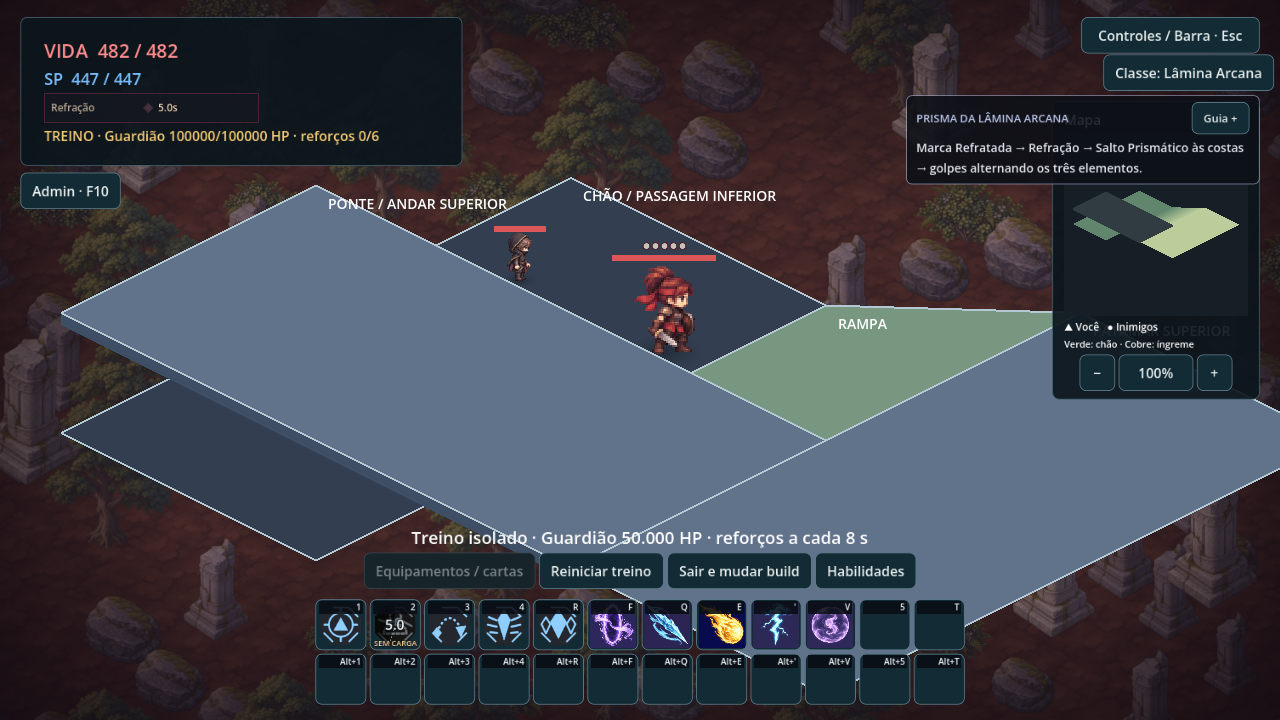 VIDA 482 / 482
SP 447 / 447
Refração 5.0s
TREINO · Guardião 100000/100000 HP · reforços 0/6
Admin · F10
Controles / Barra · Esc
Classe: Lâmina Arcana
PRISMA DA LÂMINA ARCANA
Mapa
Guia +
Marca Refratada → Refração → Salto Prismático às costas
→ golpes alternando os três elementos.
PONTE / ANDAR SUPERIOR
CHÃO / PASSAGEM INFERIOR
RAMPA
▲ Você ● Inimigos
SUPERIOR
Verde: chão · Cobre: íngreme
− 100% +
Treino isolado · Guardião 50.000 HP · reforços a cada 8 s
Equipamentos / cartas
Reiniciar treino
Sair e mudar build
Habilidades
1 2 3 4 R F Q E ' V 5 T
5.0
SEM CARGA
Alt+1 Alt+2 Alt+3 Alt+4 Alt+R Alt+F Alt+Q Alt+E Alt+' Alt+V Alt+5 Alt+T